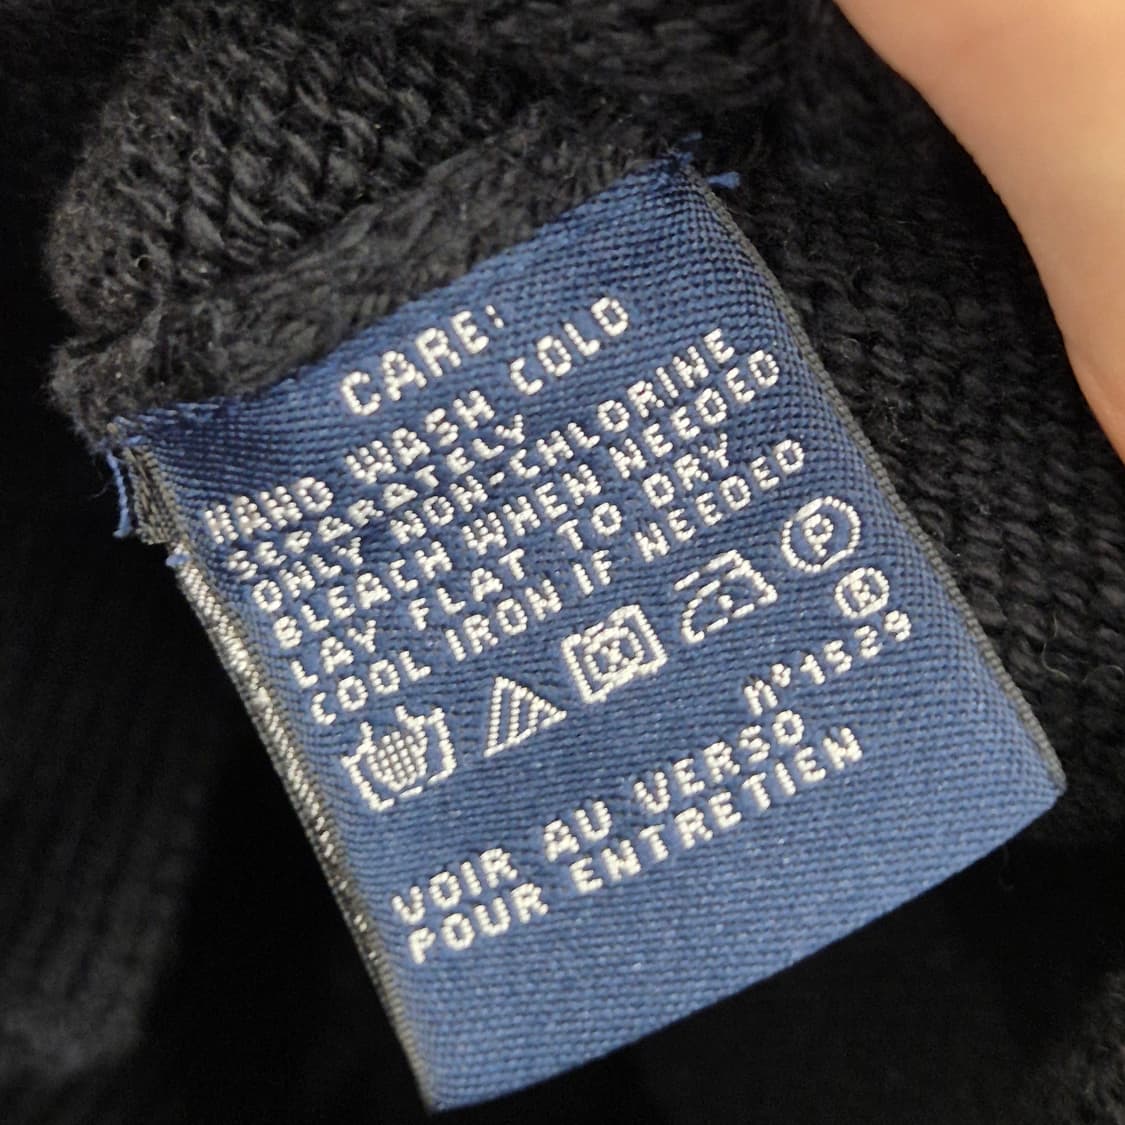 CARE:
HAND WASH COLD
SEPARATELY
ONLY NON-CHLORINE
BLEACH WHEN NEEDED
LAY FLAT TO DRY
COOL IRON IF NEEDED
P
R
nº1529
VOIR AU VERSO
POUR ENTRETIEN